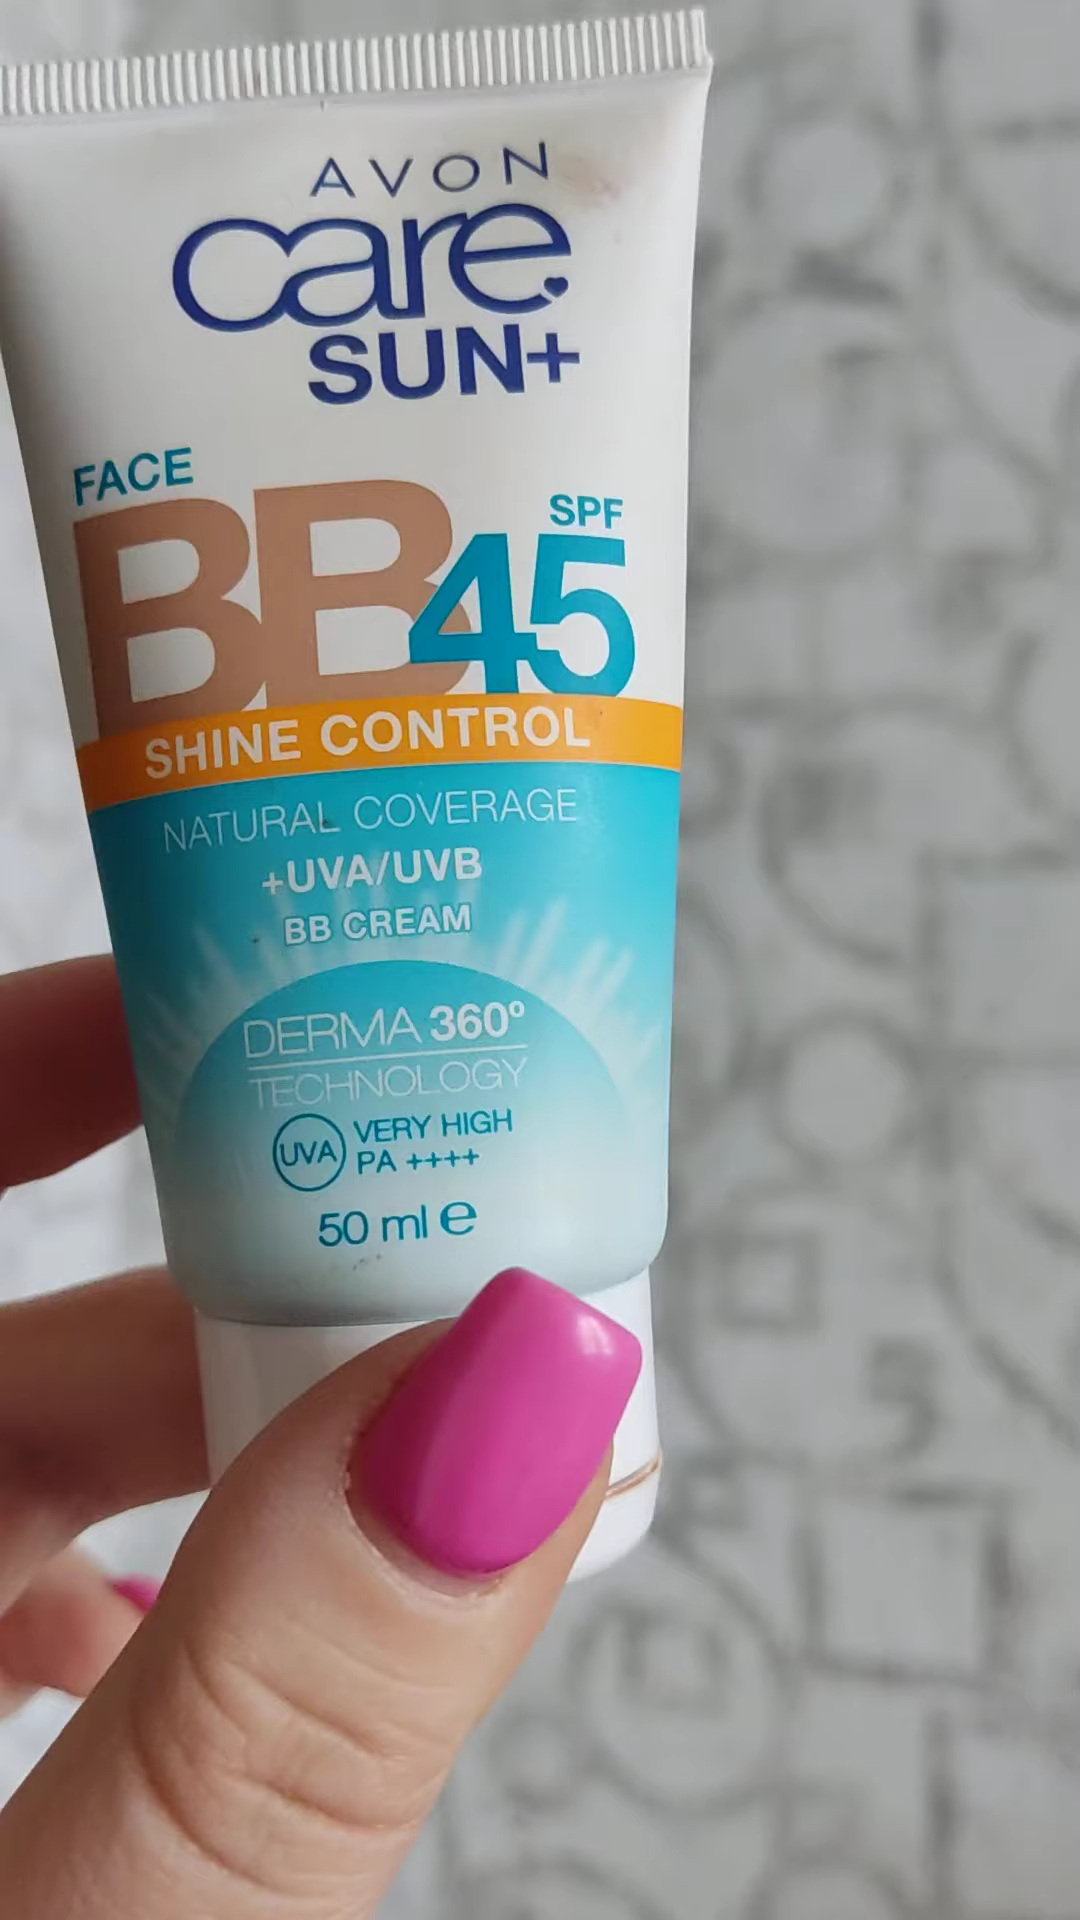 AVON
care
SUN+
FACE
SPF
BB45
SHINE CONTROL
NATURAL COVERAGE
+UVA/UVB
BB CREAM
DERMA 360º
TECHNOLOGY
UVA VERY HIGH
PA ++++
50 ml e